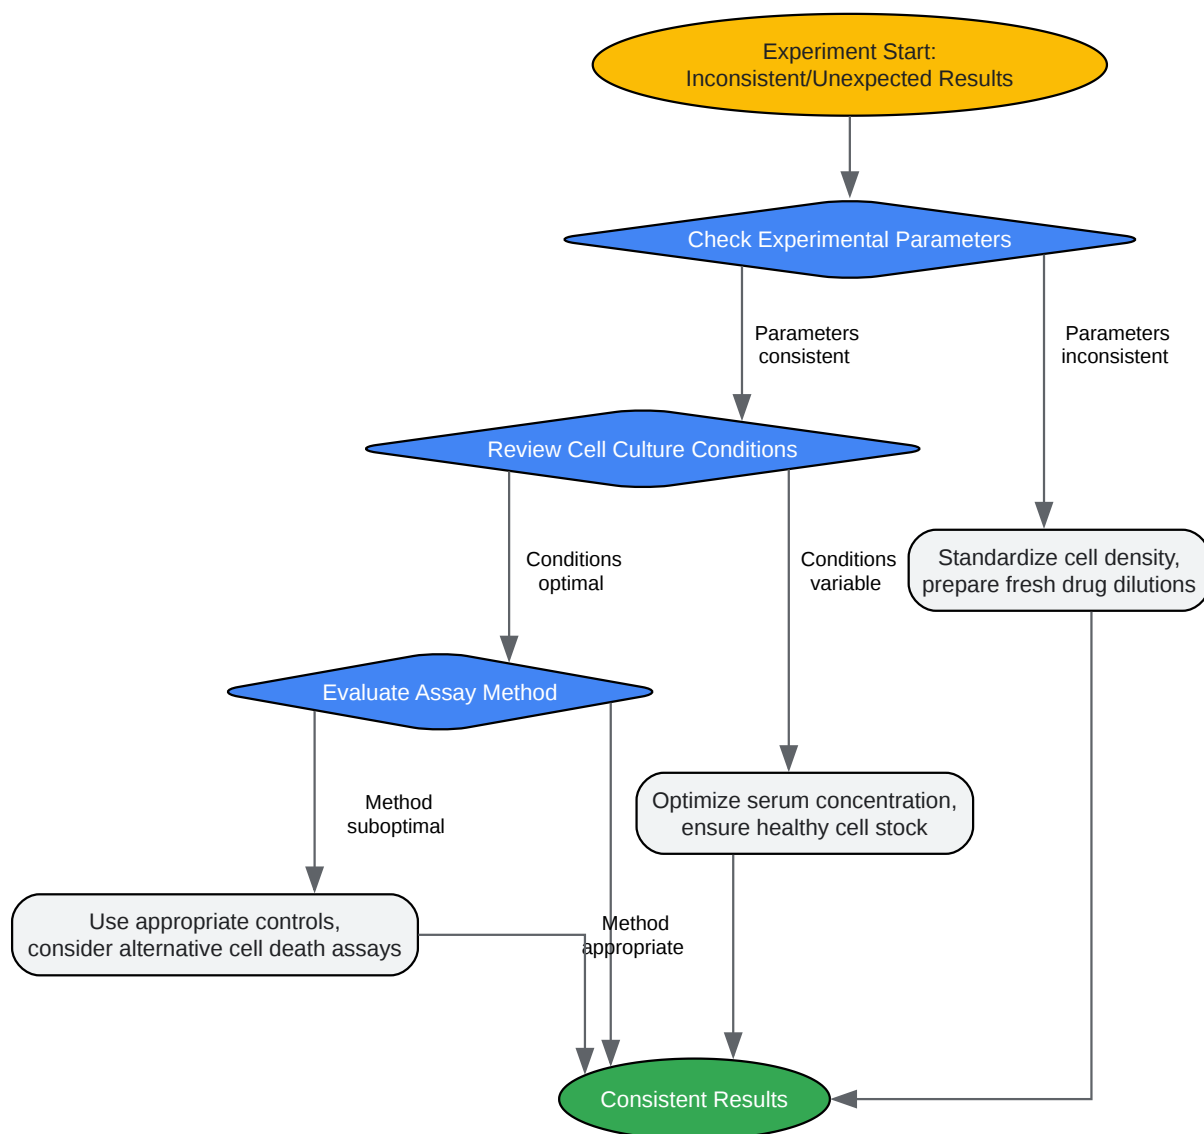 Experiment Start:
Inconsistent/Unexpected Results
Check Experimental Parameters
Parameters
consistent
Parameters
inconsistent
Review Cell Culture Conditions
Conditions
optimal
Conditions
variable
Standardize cell density,
prepare fresh drug dilutions
Evaluate Assay Method
Method
suboptimal
Optimize serum concentration,
ensure healthy cell stock
Use appropriate controls,
consider alternative cell death assays
Method
appropriate
Consistent Results